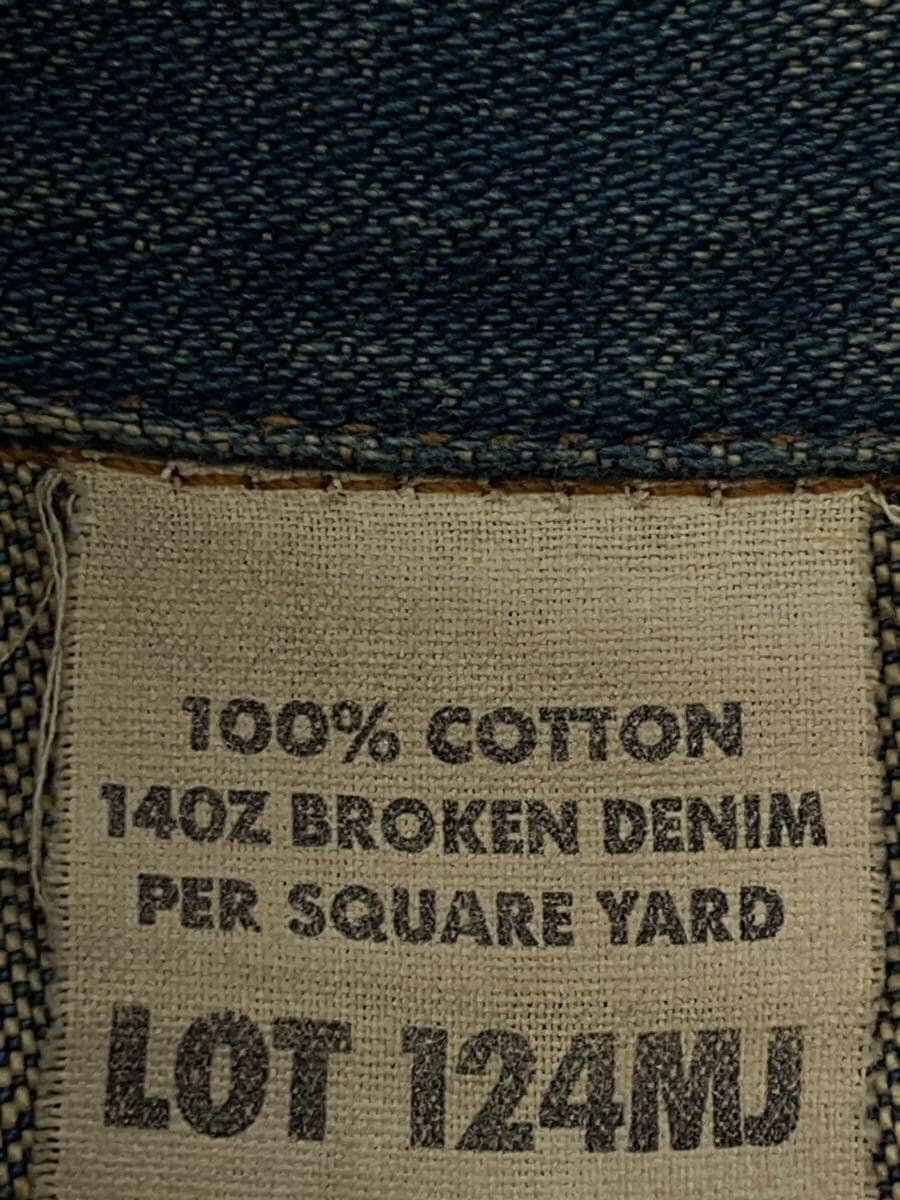 100% COTTON
14OZ BROKEN DENIM
PER SQUARE YARD
LOT 124MJ